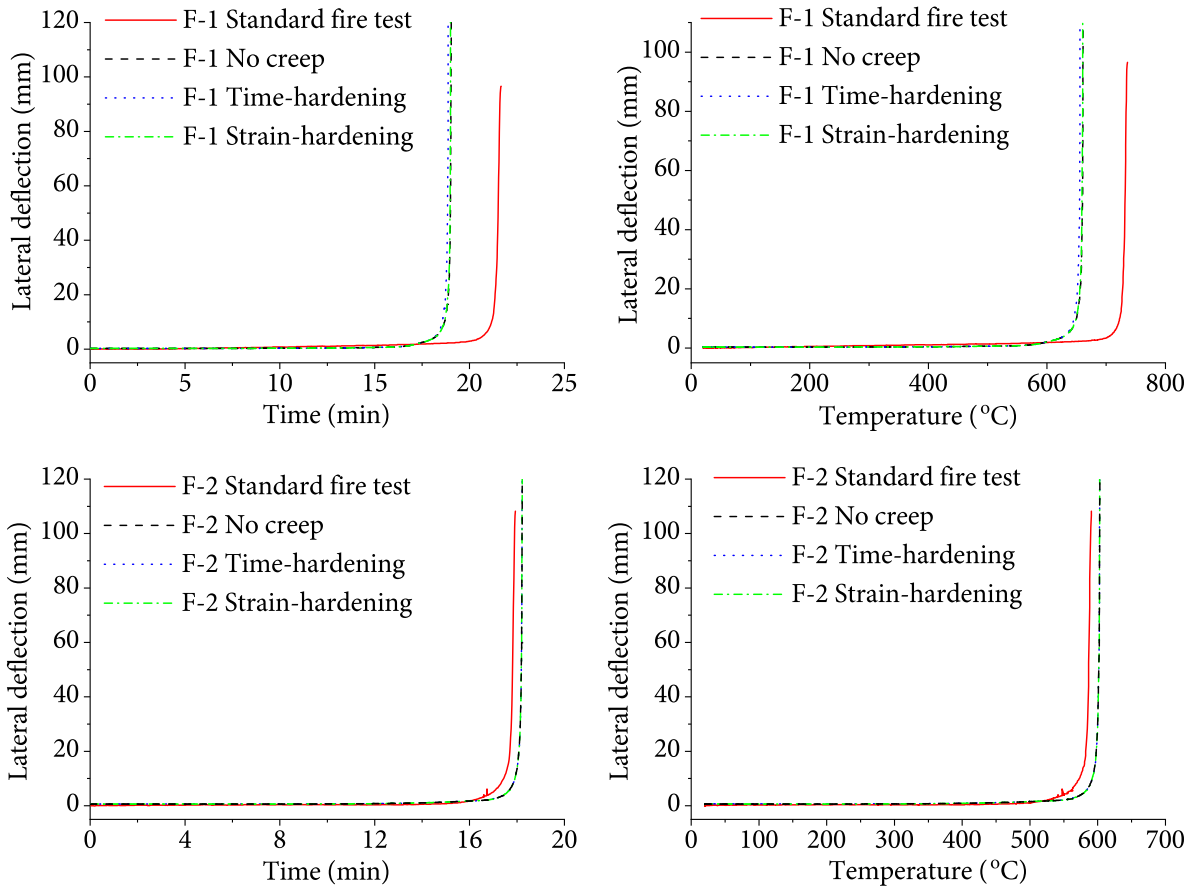 120
100
80
60
40
20
0
Lateral deflection (mm)
F-1 Standard fire test
F-1 No creep
F-1 Time-hardening
F-1 Strain-hardening
0 5 10 15 20 25
Time (min)
100
80
60
40
20
0
Lateral deflection (mm)
F-1 Standard fire test
F-1 No creep
F-1 Time-hardening
F-1 Strain-hardening
200 400 600 800
Temperature (°C)
120
100
80
60
40
20
0
Lateral deflection (mm)
F-2 Standard fire test
F-2 No creep
F-2 Time-hardening
F-2 Strain-hardening
0 4 8 12 16 20
Time (min)
120
100
80
60
40
20
0
Lateral deflection (mm)
F-2 Standard fire test
F-2 No creep
F-2 Time-hardening
F-2 Strain-hardening
0 100 200 300 400 500 600 700
Temperature (°C)